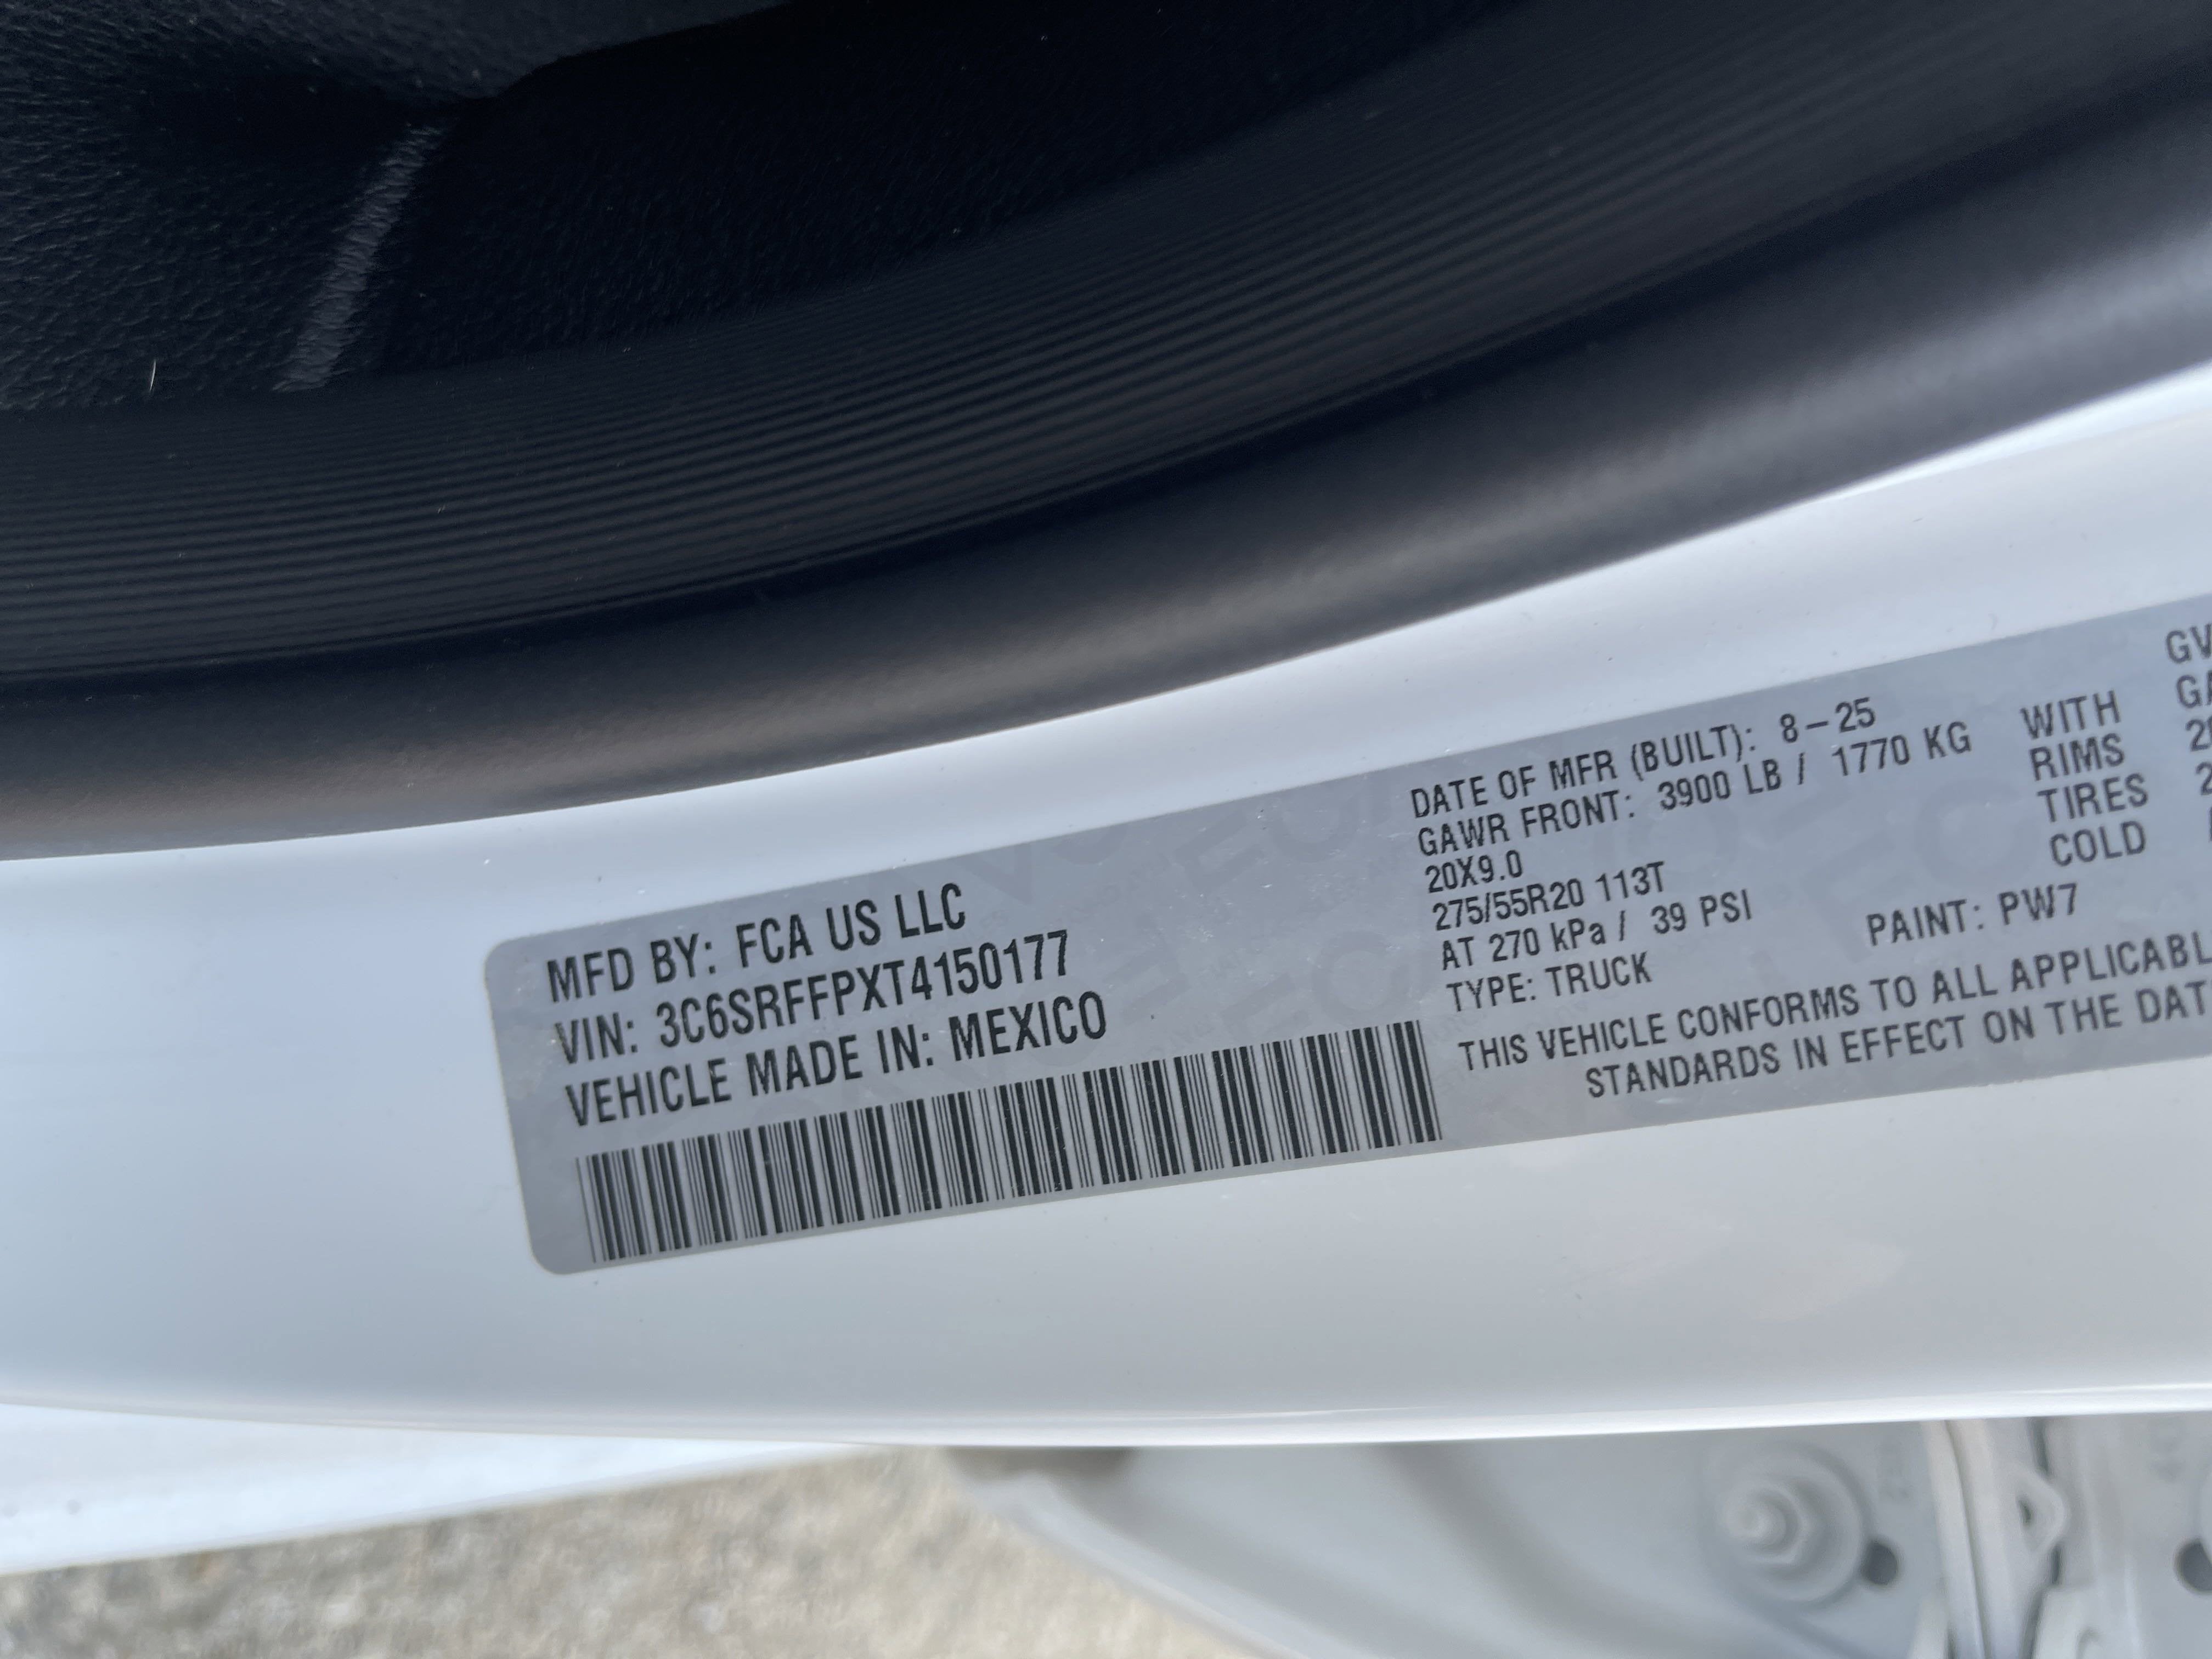 MFD BY: FCA US LLC
VIN: 3C6SRFFPXT4150177
VEHICLE MADE IN: MEXICO
DATE OF MFR (BUILT): 8-25
GAWR FRONT: 3900 LB / 1770 KG WITH
20X9.0 RIMS
275/55R20 113T TIRES
AT 270 kPa / 39 PSI COLD
TYPE: TRUCK PAINT: PW7
THIS VEHICLE CONFORMS TO ALL
STANDARDS IN EFFECT ON THE